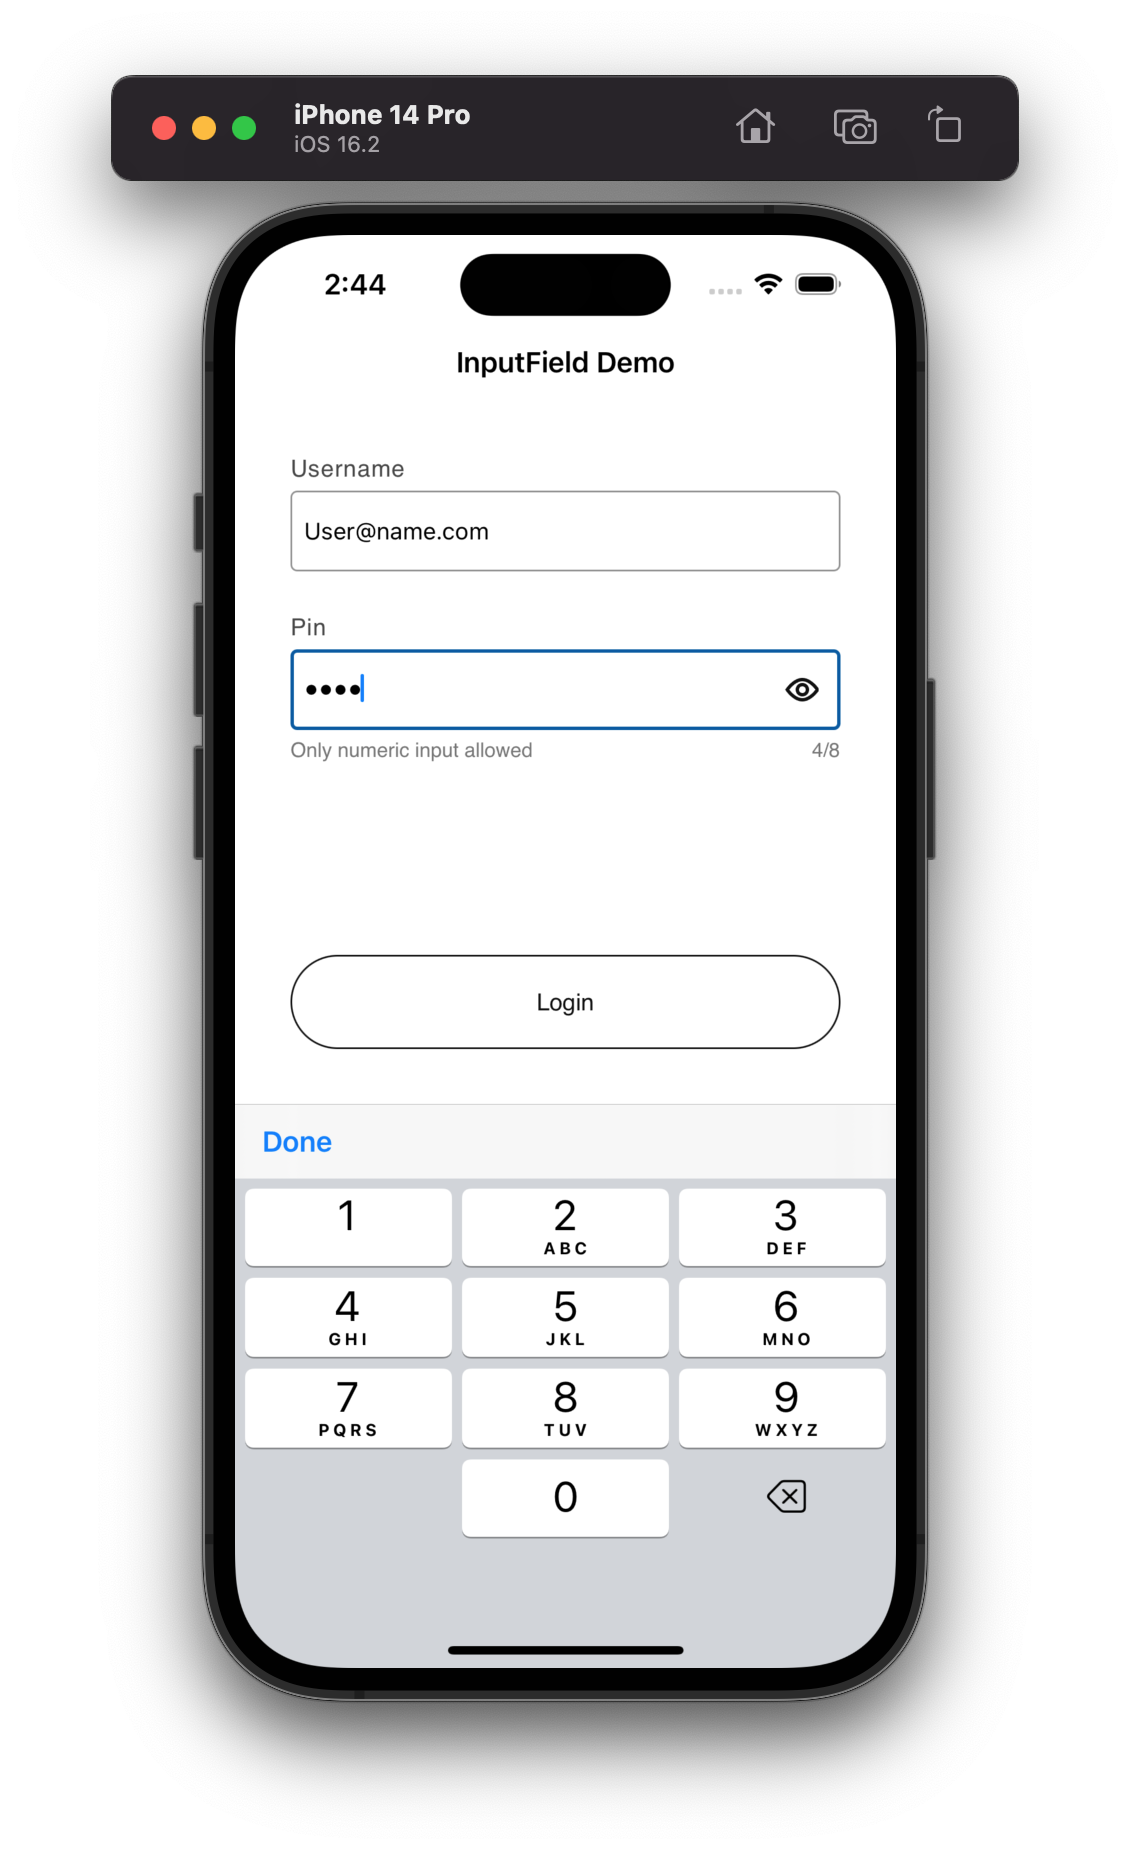 iPhone 14 Pro
iOS 16.2
2:44
InputField Demo
Username
User@name.com
Pin
••••
Only numeric input allowed 4/8
Login
Done
1 2 3
ABC DEF
4 5 6
GHI JKL MNO
7 8 9
PQRS TUV WXYZ
0